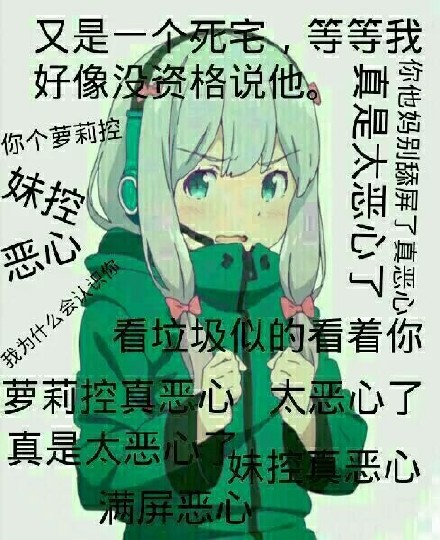 又是一个死宅，等等我
好像没资格说他。
你他妈别舔屏了真恶心
真是太恶心了
你个萝莉控
妹控
恶心
我为什么会认识你
看垃圾似的看着你
萝莉控真恶心
太恶心了
真是太恶心了
妹控真恶心
满屏恶心